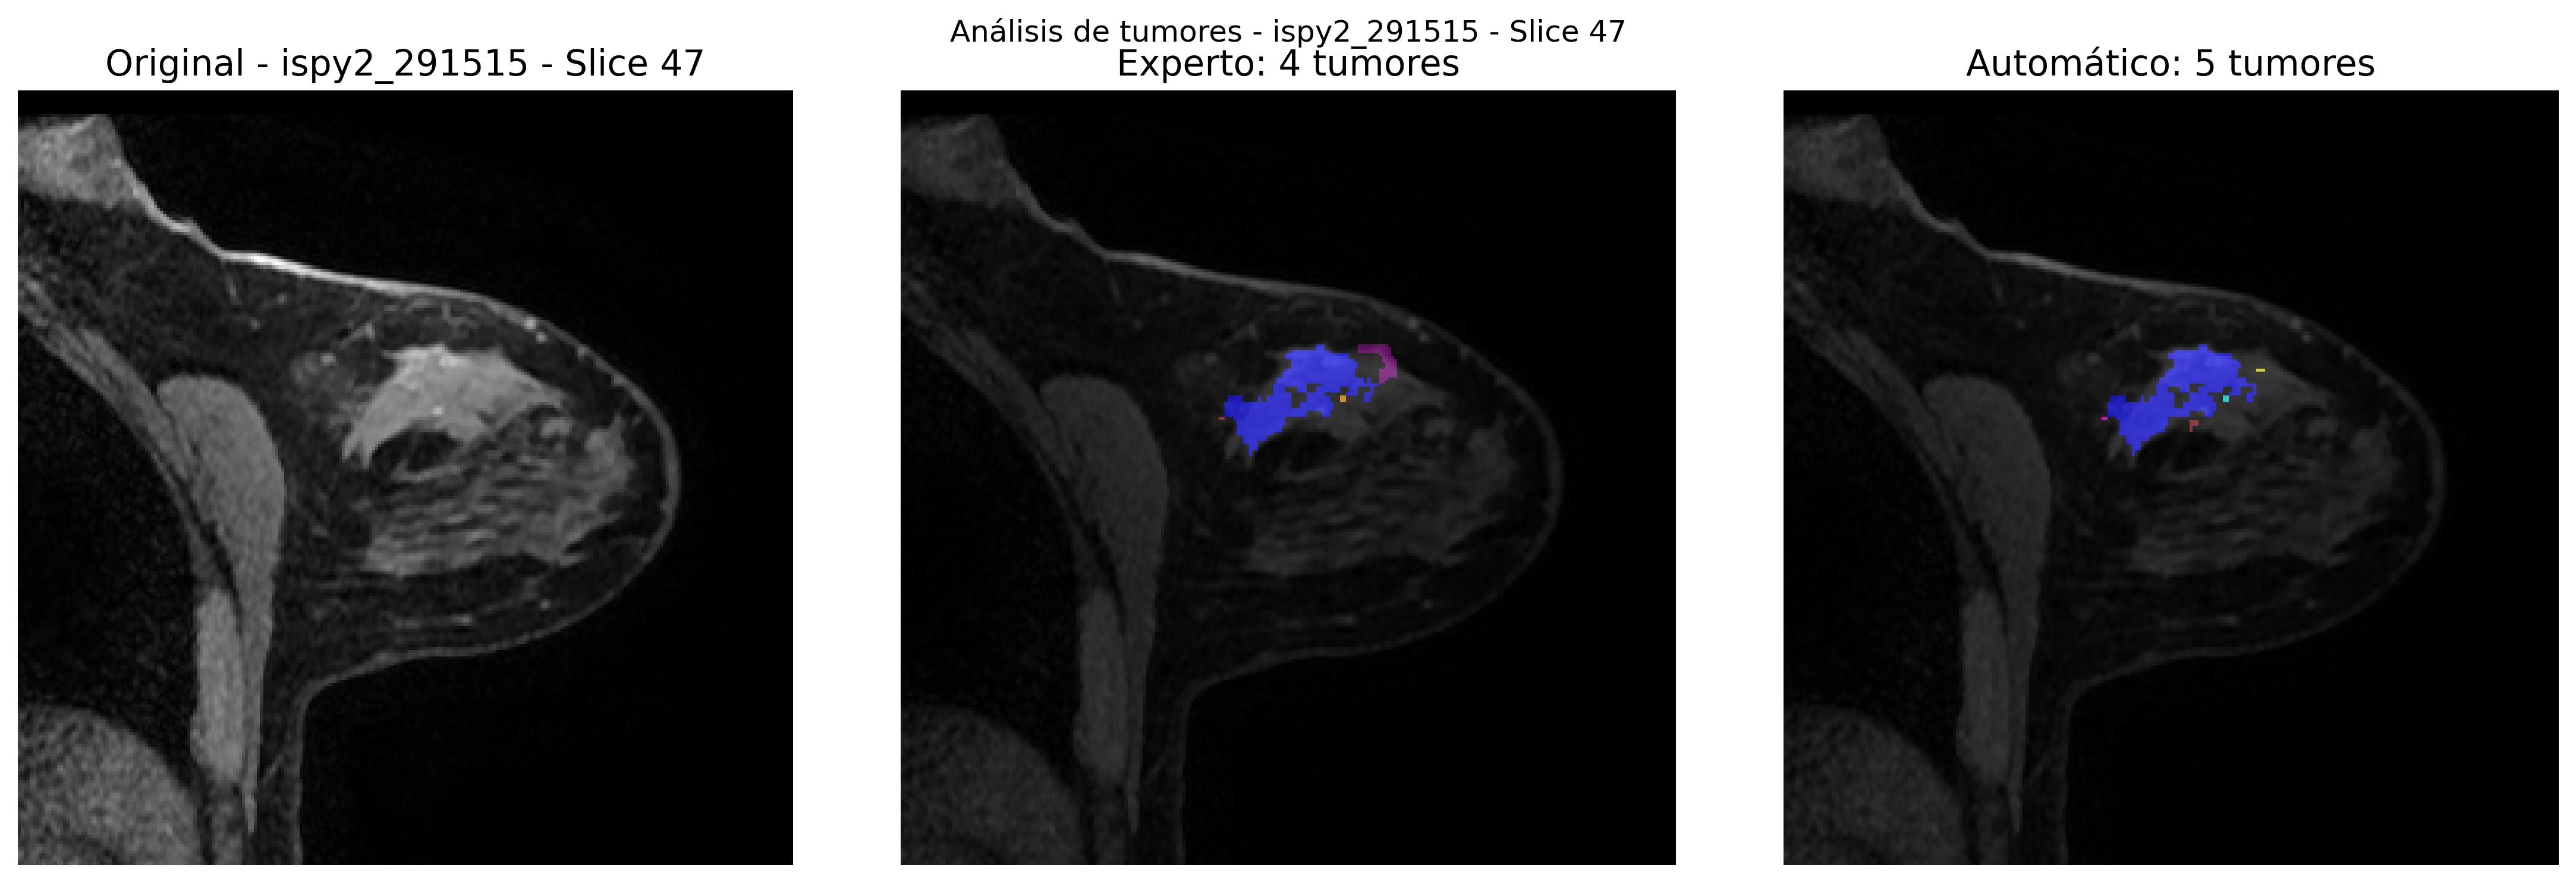 Análisis de tumores - ispy2_291515 - Slice 47
Original - ispy2_291515 - Slice 47
Experto: 4 tumores
Automático: 5 tumores